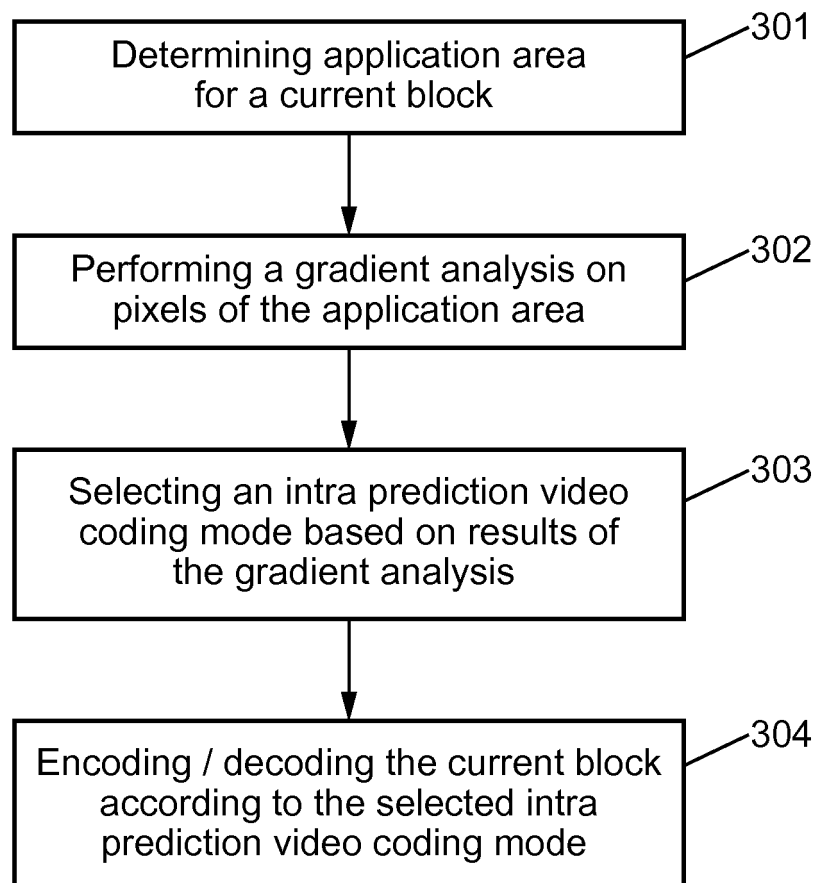 301
Determining application area
for a current block
302
Performing a gradient analysis on
pixels of the application area
303
Selecting an intra prediction video
coding mode based on results of
the gradient analysis
304
Encoding / decoding the current block
according to the selected intra
prediction video coding mode